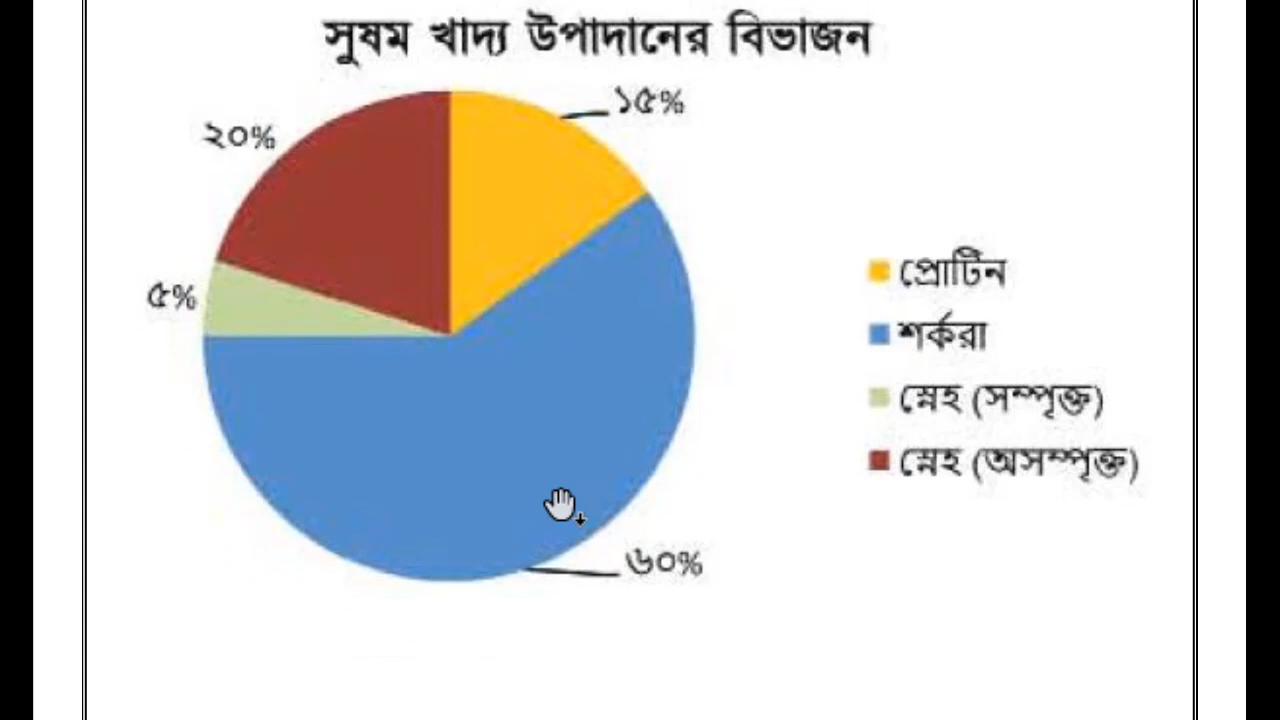 সুষম খাদ্য উপাদানের বিভাজন
১৫%
২০%
৫%
৬০%
প্রোটিন
শর্করা
স্নেহ (সম্পৃক্ত)
স্নেহ (অসম্পৃক্ত)